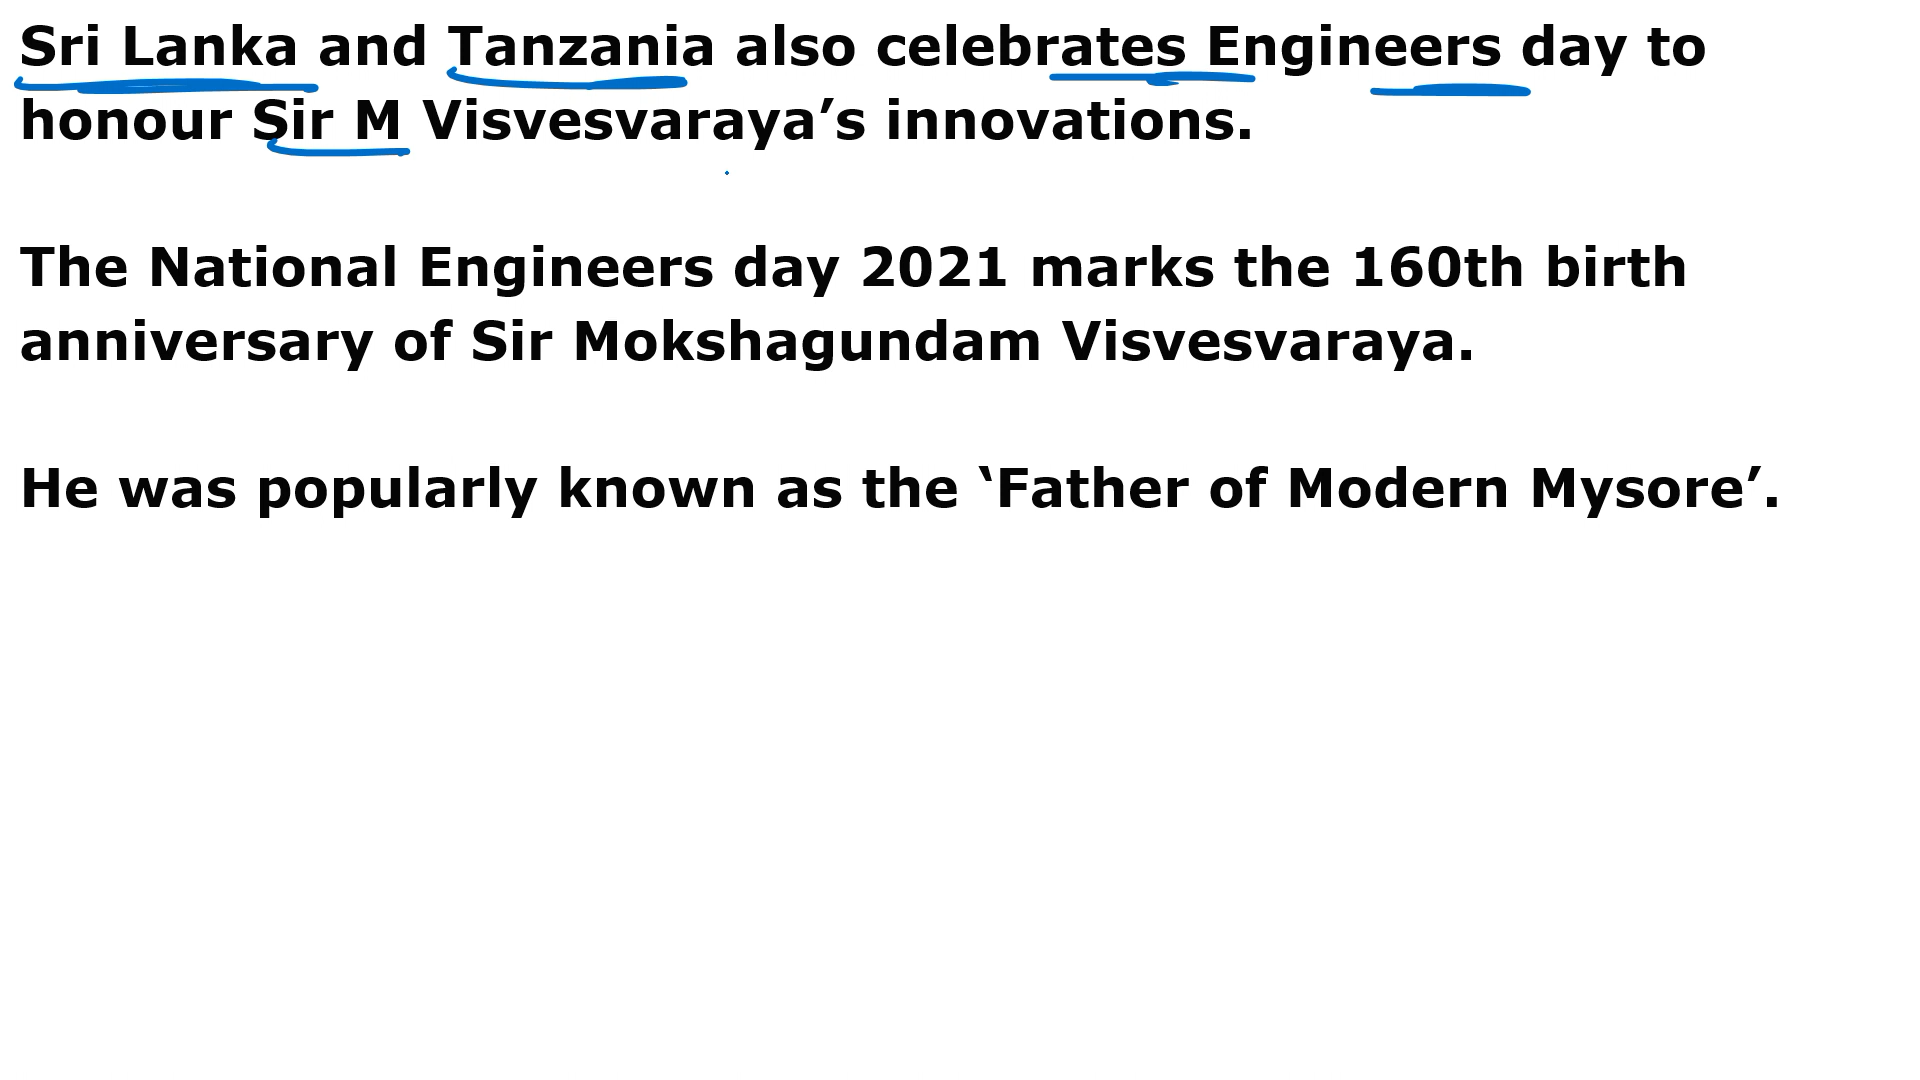 Sri Lanka and Tanzania also celebrates Engineers day to
honour Sir M Visvesvaraya’s innovations.
The National Engineers day 2021 marks the 160th birth
anniversary of Sir Mokshagundam Visvesvaraya.
He was popularly known as the ‘Father of Modern Mysore’.